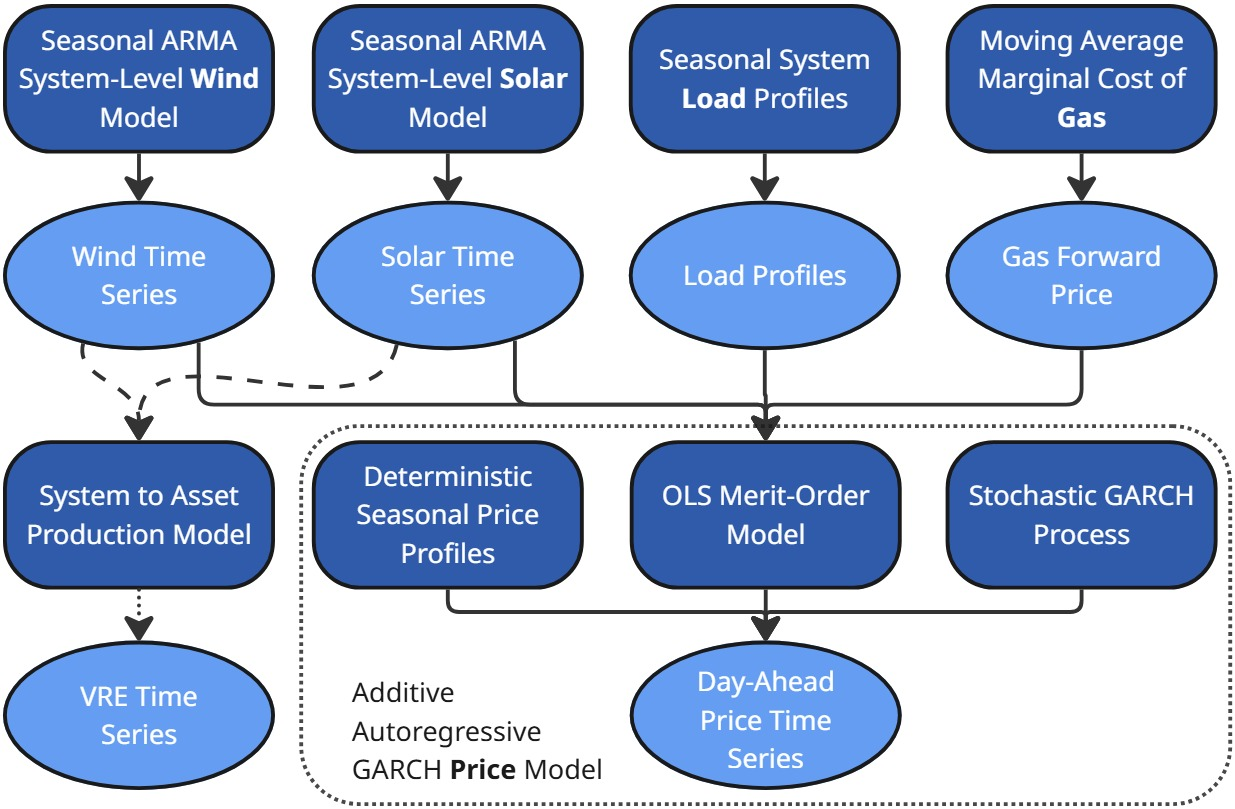 Seasonal ARMA
System-Level Wind
Model
Seasonal ARMA
System-Level Solar
Model
Seasonal System
Load Profiles
Moving Average
Marginal Cost of
Gas
Wind Time
Series
Solar Time
Series
Load Profiles
Gas Forward
Price
System to Asset
Production Model
Deterministic
Seasonal Price
Profiles
OLS Merit-Order
Model
Stochastic GARCH
Process
VRE Time
Series
Additive
Autoregressive
GARCH Price Model
Day-Ahead
Price Time
Series